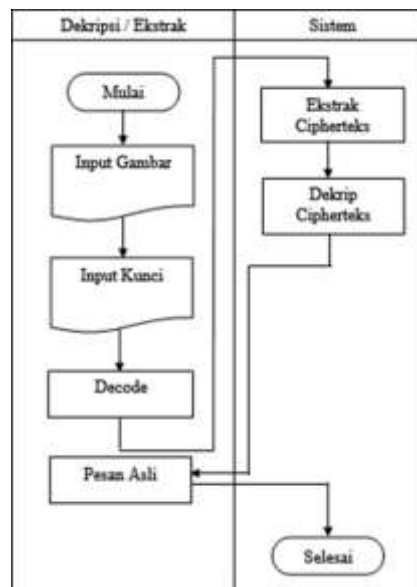 Dekripsi / Ekstrak
Sistem
Mulai
Input Gambar
Input Kunci
Decode
Ekstrak
Cipherteks
Dekrip
Cipherteks
Pesan Asli
Selesai